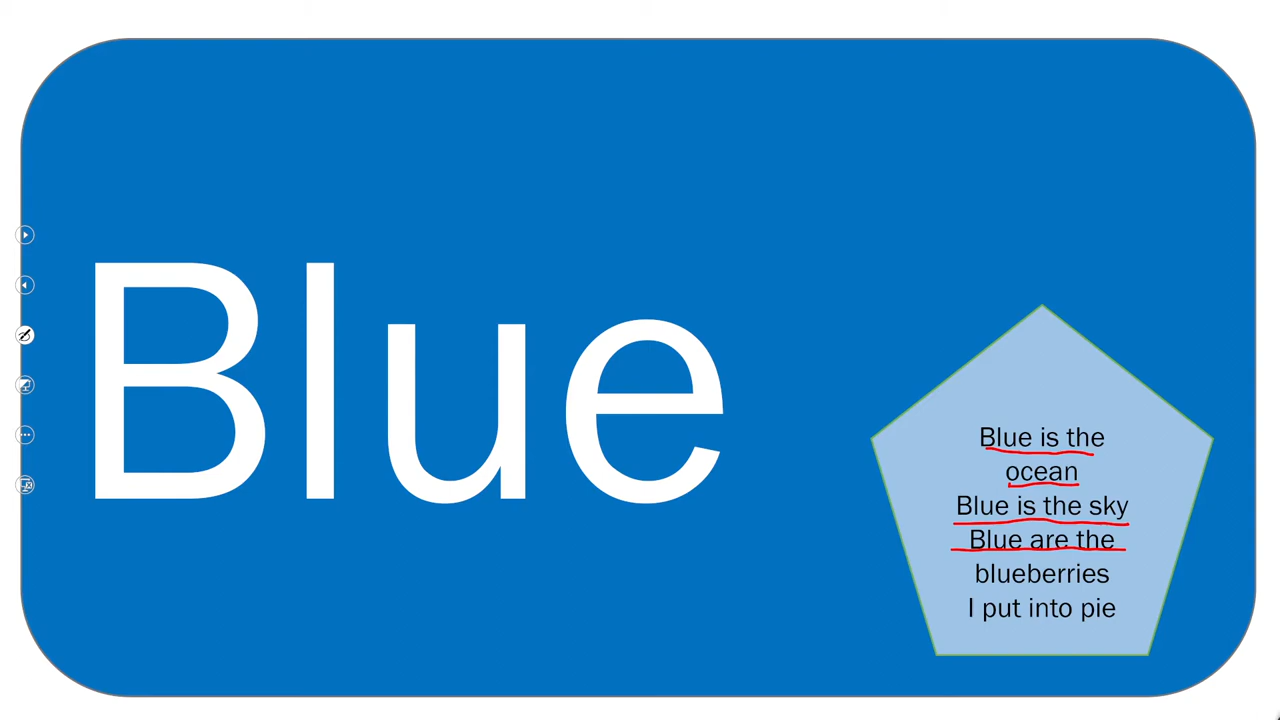 Blue
Blue is the
ocean
Blue is the sky
Blue are the
blueberries
I put into pie